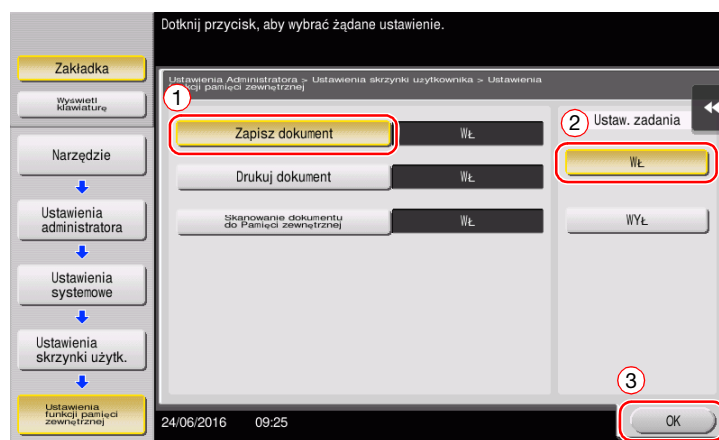 Dotknij przycisk, aby wybrać żądane ustawienie.
Zakładka
Wyświetl
klawiaturę
Narzędzie
Ustawienia
administratora
Ustawienia
systemowe
Ustawienia
skrzynki użytk.
Ustawienia
funkcji pamięci
zewnętrznej
Ustawienia Administratora > Ustawienia skrzynki użytkownika > Ustawienia
funkcji pamięci zewnętrznej
1
Zapisz dokument
WŁ
Drukuj dokument
WŁ
Skanowanie dokumentu
do Pamięci zewnętrznej
WŁ
2
Ustaw. zadania
WŁ
WYŁ
3
24/06/2016 09:25
OK